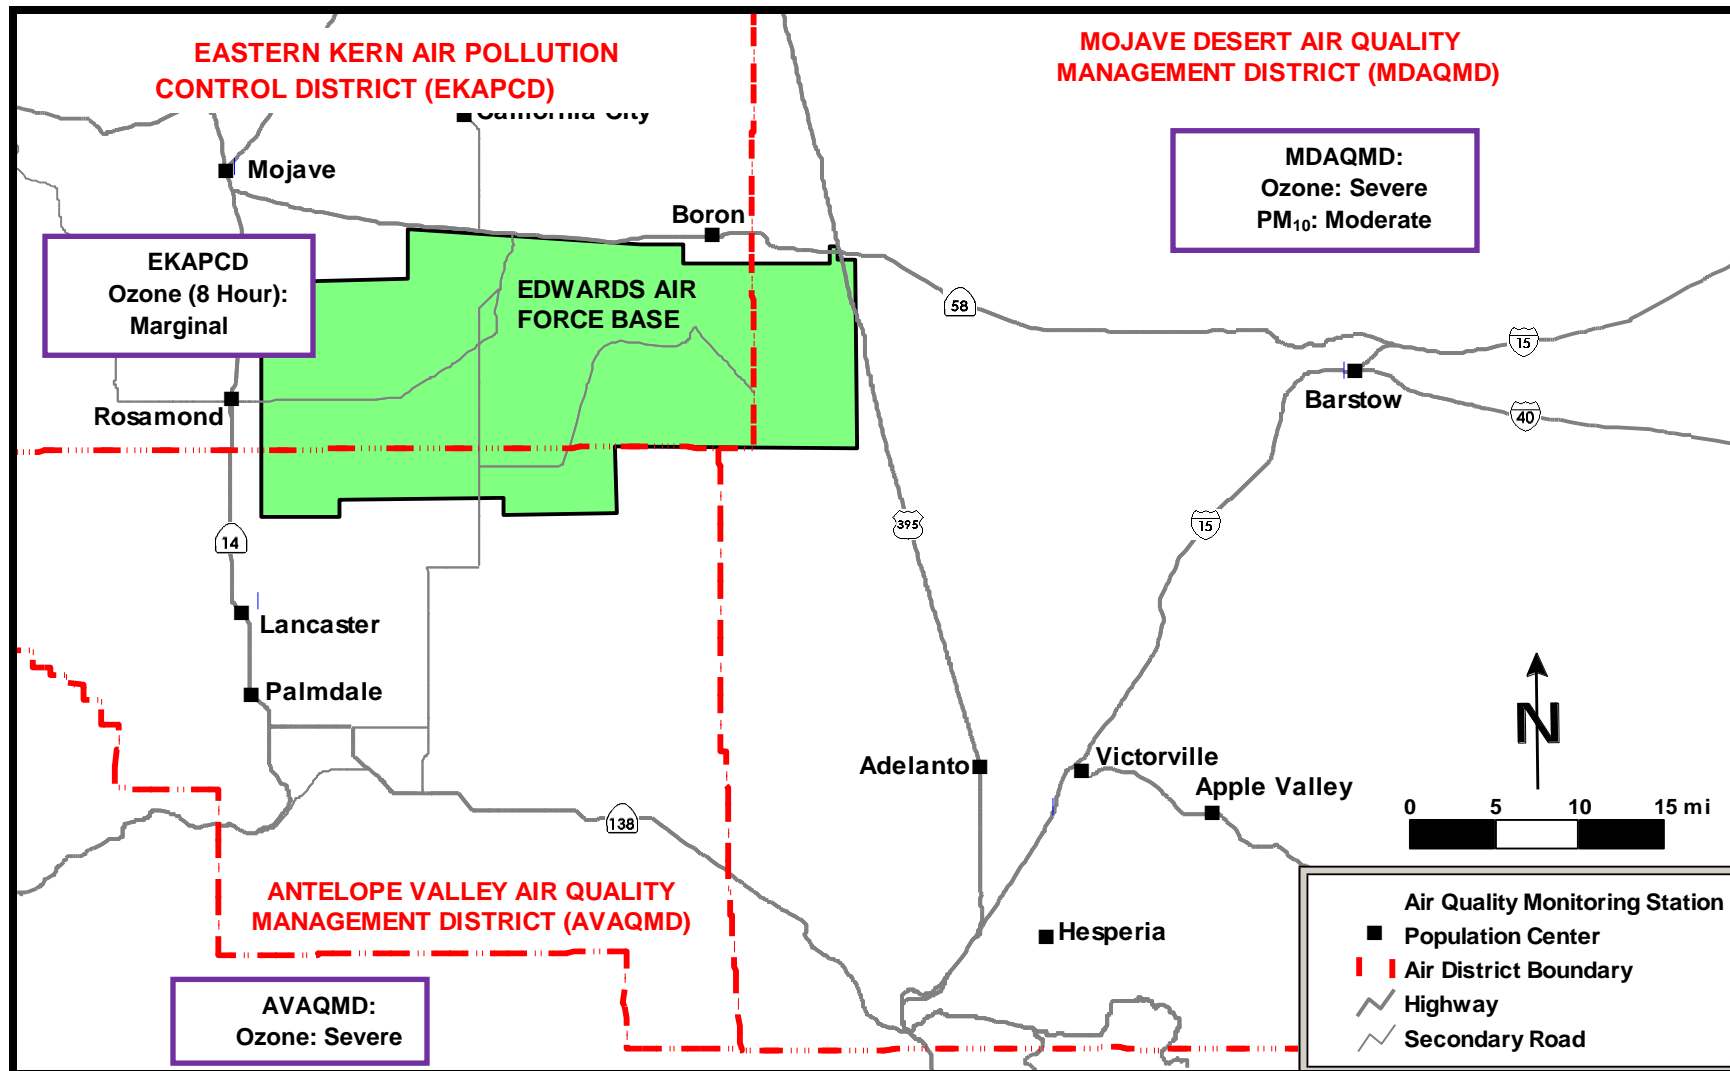 EASTERN KERN AIR POLLUTION
CONTROL DISTRICT (EKAPCD)
MOJAVE DESERT AIR QUALITY
MANAGEMENT DISTRICT (MDAQMD)
California City
Mojave
MDAQMD:
Ozone: Severe
PM₁₀: Moderate
Boron
EKAPCD
Ozone (8 Hour):
Marginal
EDWARDS AIR
FORCE BASE
58
15
Barstow
40
Rosamond
395
15
14
Lancaster
Palmdale
N
Adelanto
Victorville
Apple Valley
0 5 10 15 mi
138
ANTELOPE VALLEY AIR QUALITY
MANAGEMENT DISTRICT (AVAQMD)
Hesperia
Air Quality Monitoring Station
Population Center
Air District Boundary
Highway
Secondary Road
AVAQMD:
Ozone: Severe